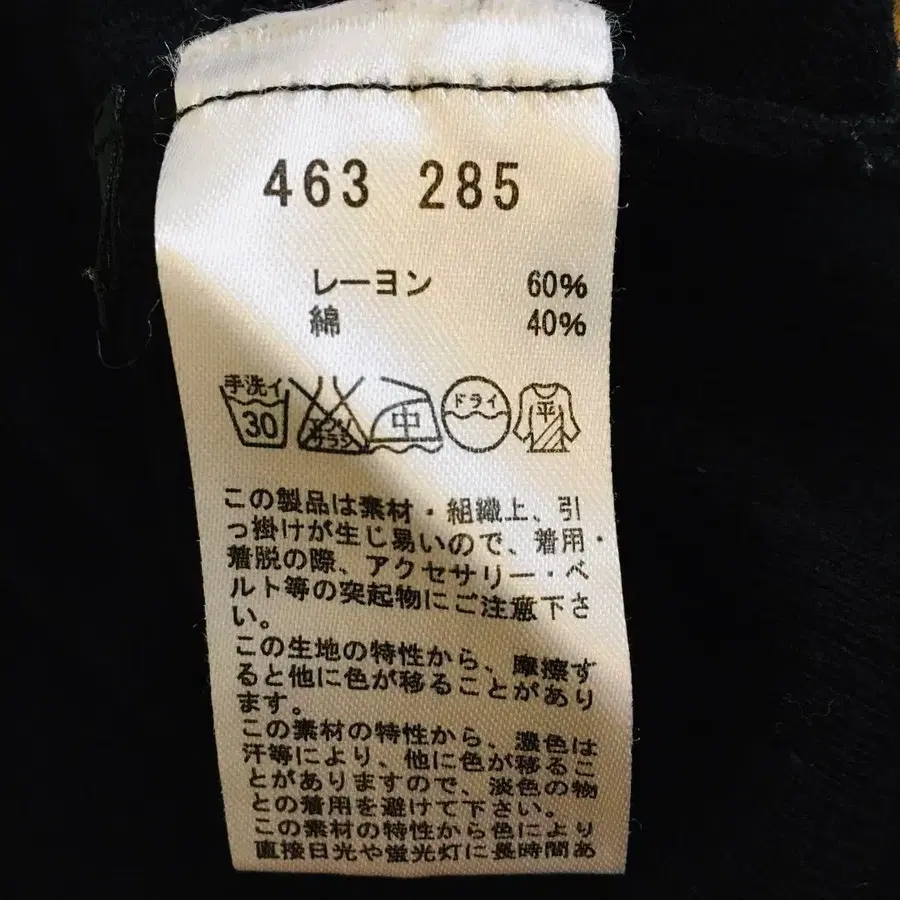 463 285
レーヨン 60%
綿 40%
手洗イ
30
エンソ
サラシ
中
ドライ
平
この製品は素材・組織上、引
っ掛けが生じ易いので、着用・
着脱の際、アクセサリー・ベ
ルト等の突起物にご注意下さ
い。
この生地の特性から、摩擦す
ると他に色が移ることがあり
ます。
この素材の特性から、濃色は
汗等により、他に色が移るこ
とがありますので、淡色の物
との着用を避けて下さい。
この素材の特性から色により
直接日光や蛍光灯に長時間あ